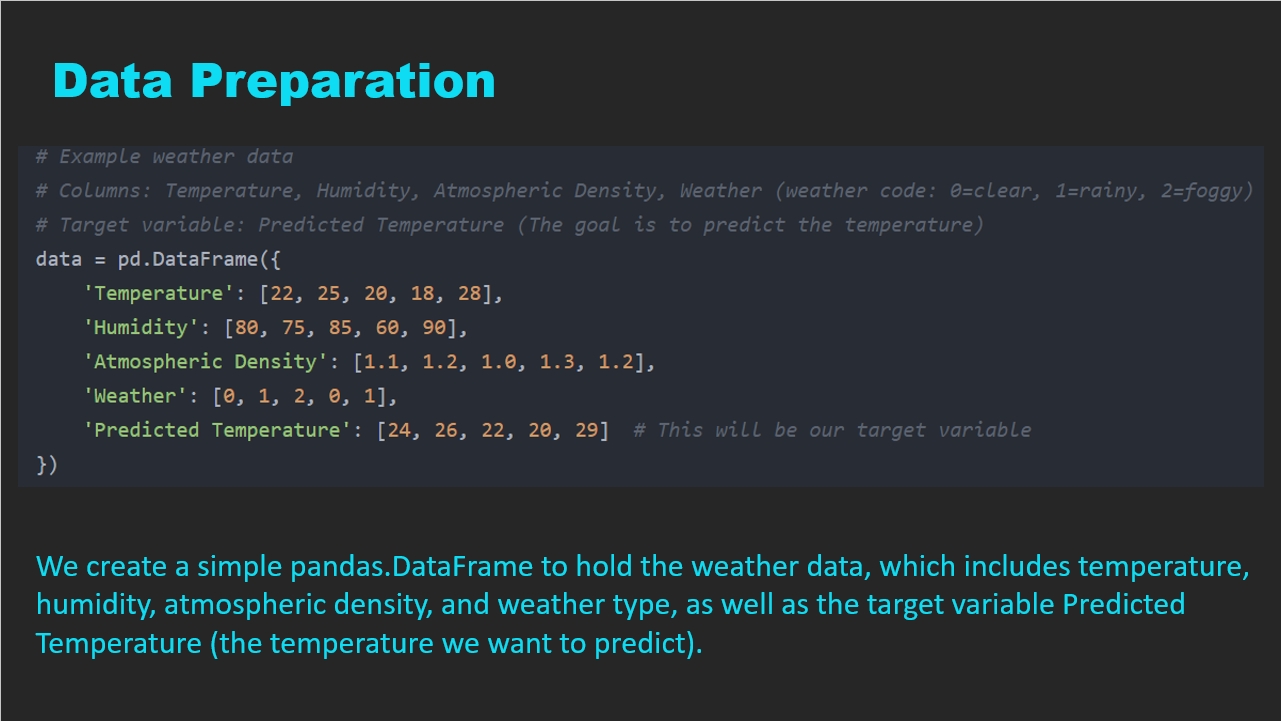 Data Preparation
# Example weather data
# Columns: Temperature, Humidity, Atmospheric Density, Weather (weather code: 0=clear, 1=rainy, 2=foggy)
# Target variable: Predicted Temperature (The goal is to predict the temperature)
data = pd.DataFrame({
    'Temperature': [22, 25, 20, 18, 28],
    'Humidity': [80, 75, 85, 60, 90],
    'Atmospheric Density': [1.1, 1.2, 1.0, 1.3, 1.2],
    'Weather': [0, 1, 2, 0, 1],
    'Predicted Temperature': [24, 26, 22, 20, 29]  # This will be our target variable
})
We create a simple pandas.DataFrame to hold the weather data, which includes temperature,
humidity, atmospheric density, and weather type, as well as the target variable Predicted
Temperature (the temperature we want to predict).